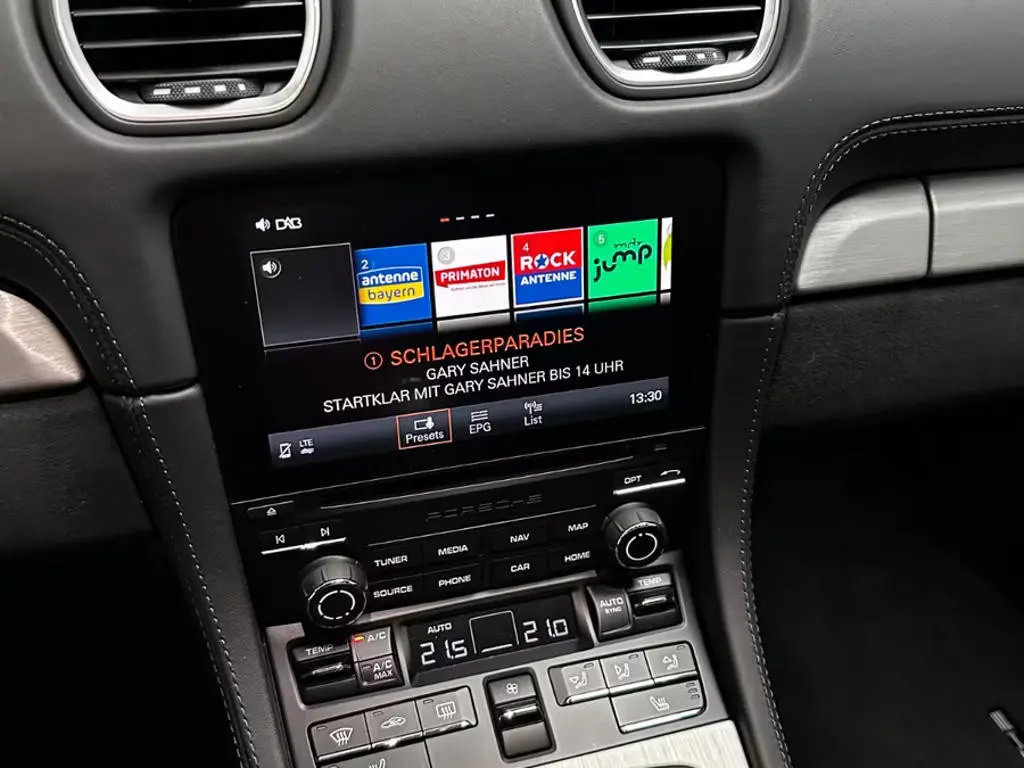 DAB
2
antenne
bayern
3
PRIMATON
4
ROCK
ANTENNE
5
mdr
jump
1 SCHLAGERPARADIES
GARY SAHNER
STARTKLAR MIT GARY SAHNER BIS 14 UHR
LTE
Presets
EPG
List
13:30
PORSCHE
OPT
TUNER
MEDIA
NAV
MAP
SOURCE
PHONE
CAR
HOME
TEMP
A/C
A/C
MAX
AUTO
21.5
21.0
AUTO
SYNC
TEMP